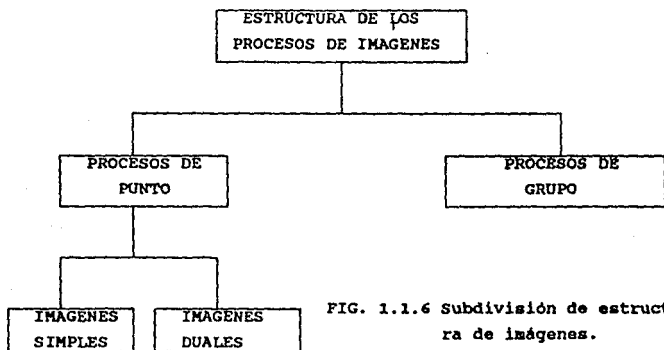 ESTRUCTURA DE LOS
PROCESOS DE IMAGENES
PROCESOS DE
PUNTO
PROCESOS DE
GRUPO
IMAGENES
SIMPLES
IMAGENES
DUALES
FIG. 1.1.6 Subdivisión de estruct
ra de imágenes.